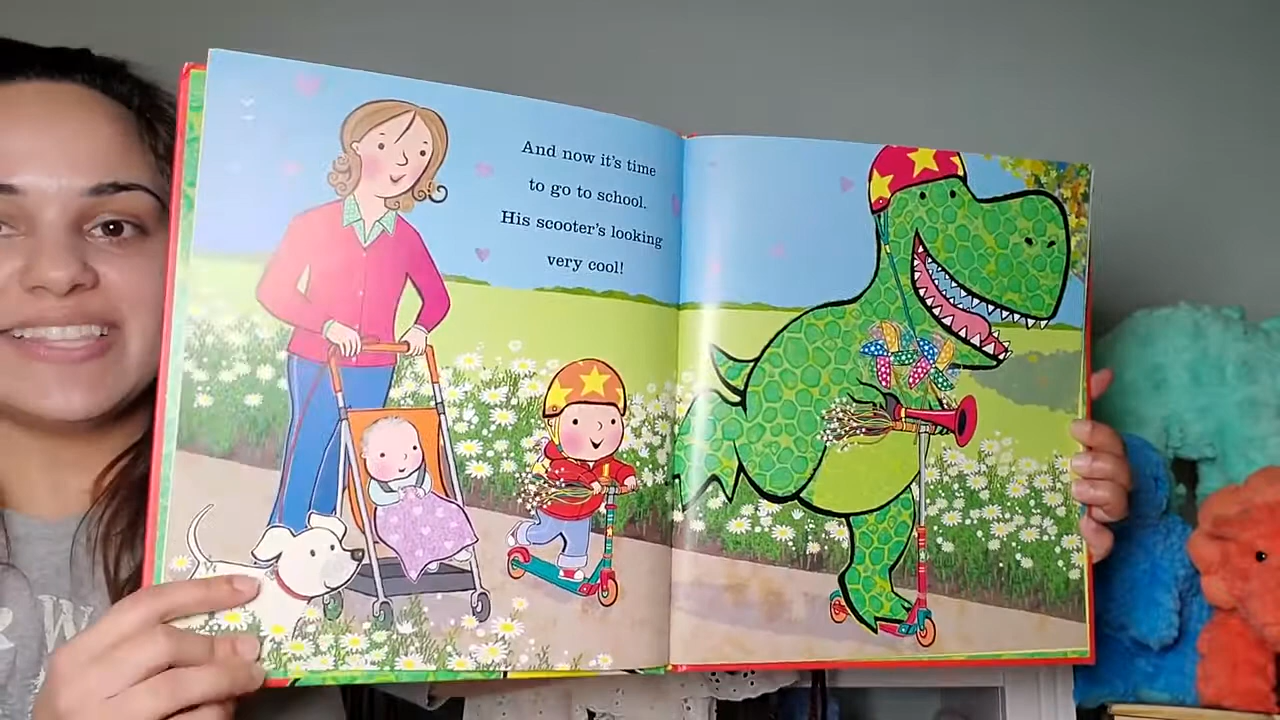 And now it's time
to go to school.
His scooter's looking
very cool!